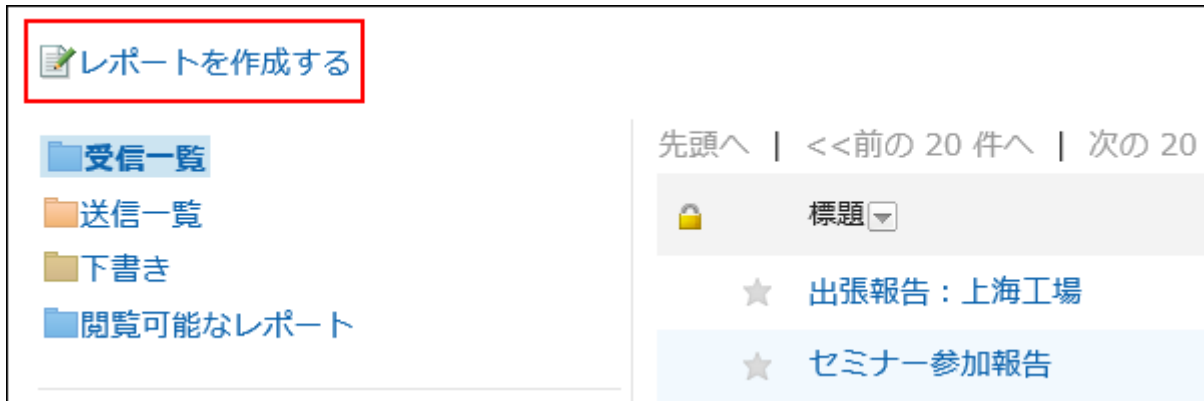 レポートを作成する
受信一覧
送信一覧
下書き
閲覧可能なレポート
先頭へ | <<前の 20 件へ | 次の 20
標題
出張報告：上海工場
セミナー参加報告